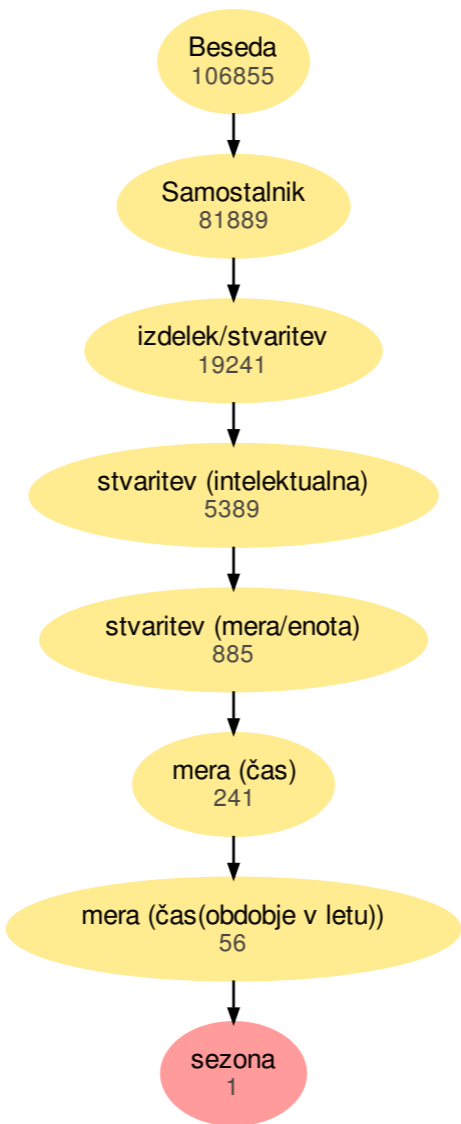 Beseda
106855
Samostalnik
81889
izdelek/stvaritev
19241
stvaritev (intelektualna)
5389
stvaritev (mera/enota)
885
mera (čas)
241
mera (čas(obdobje v letu))
56
sezona
1